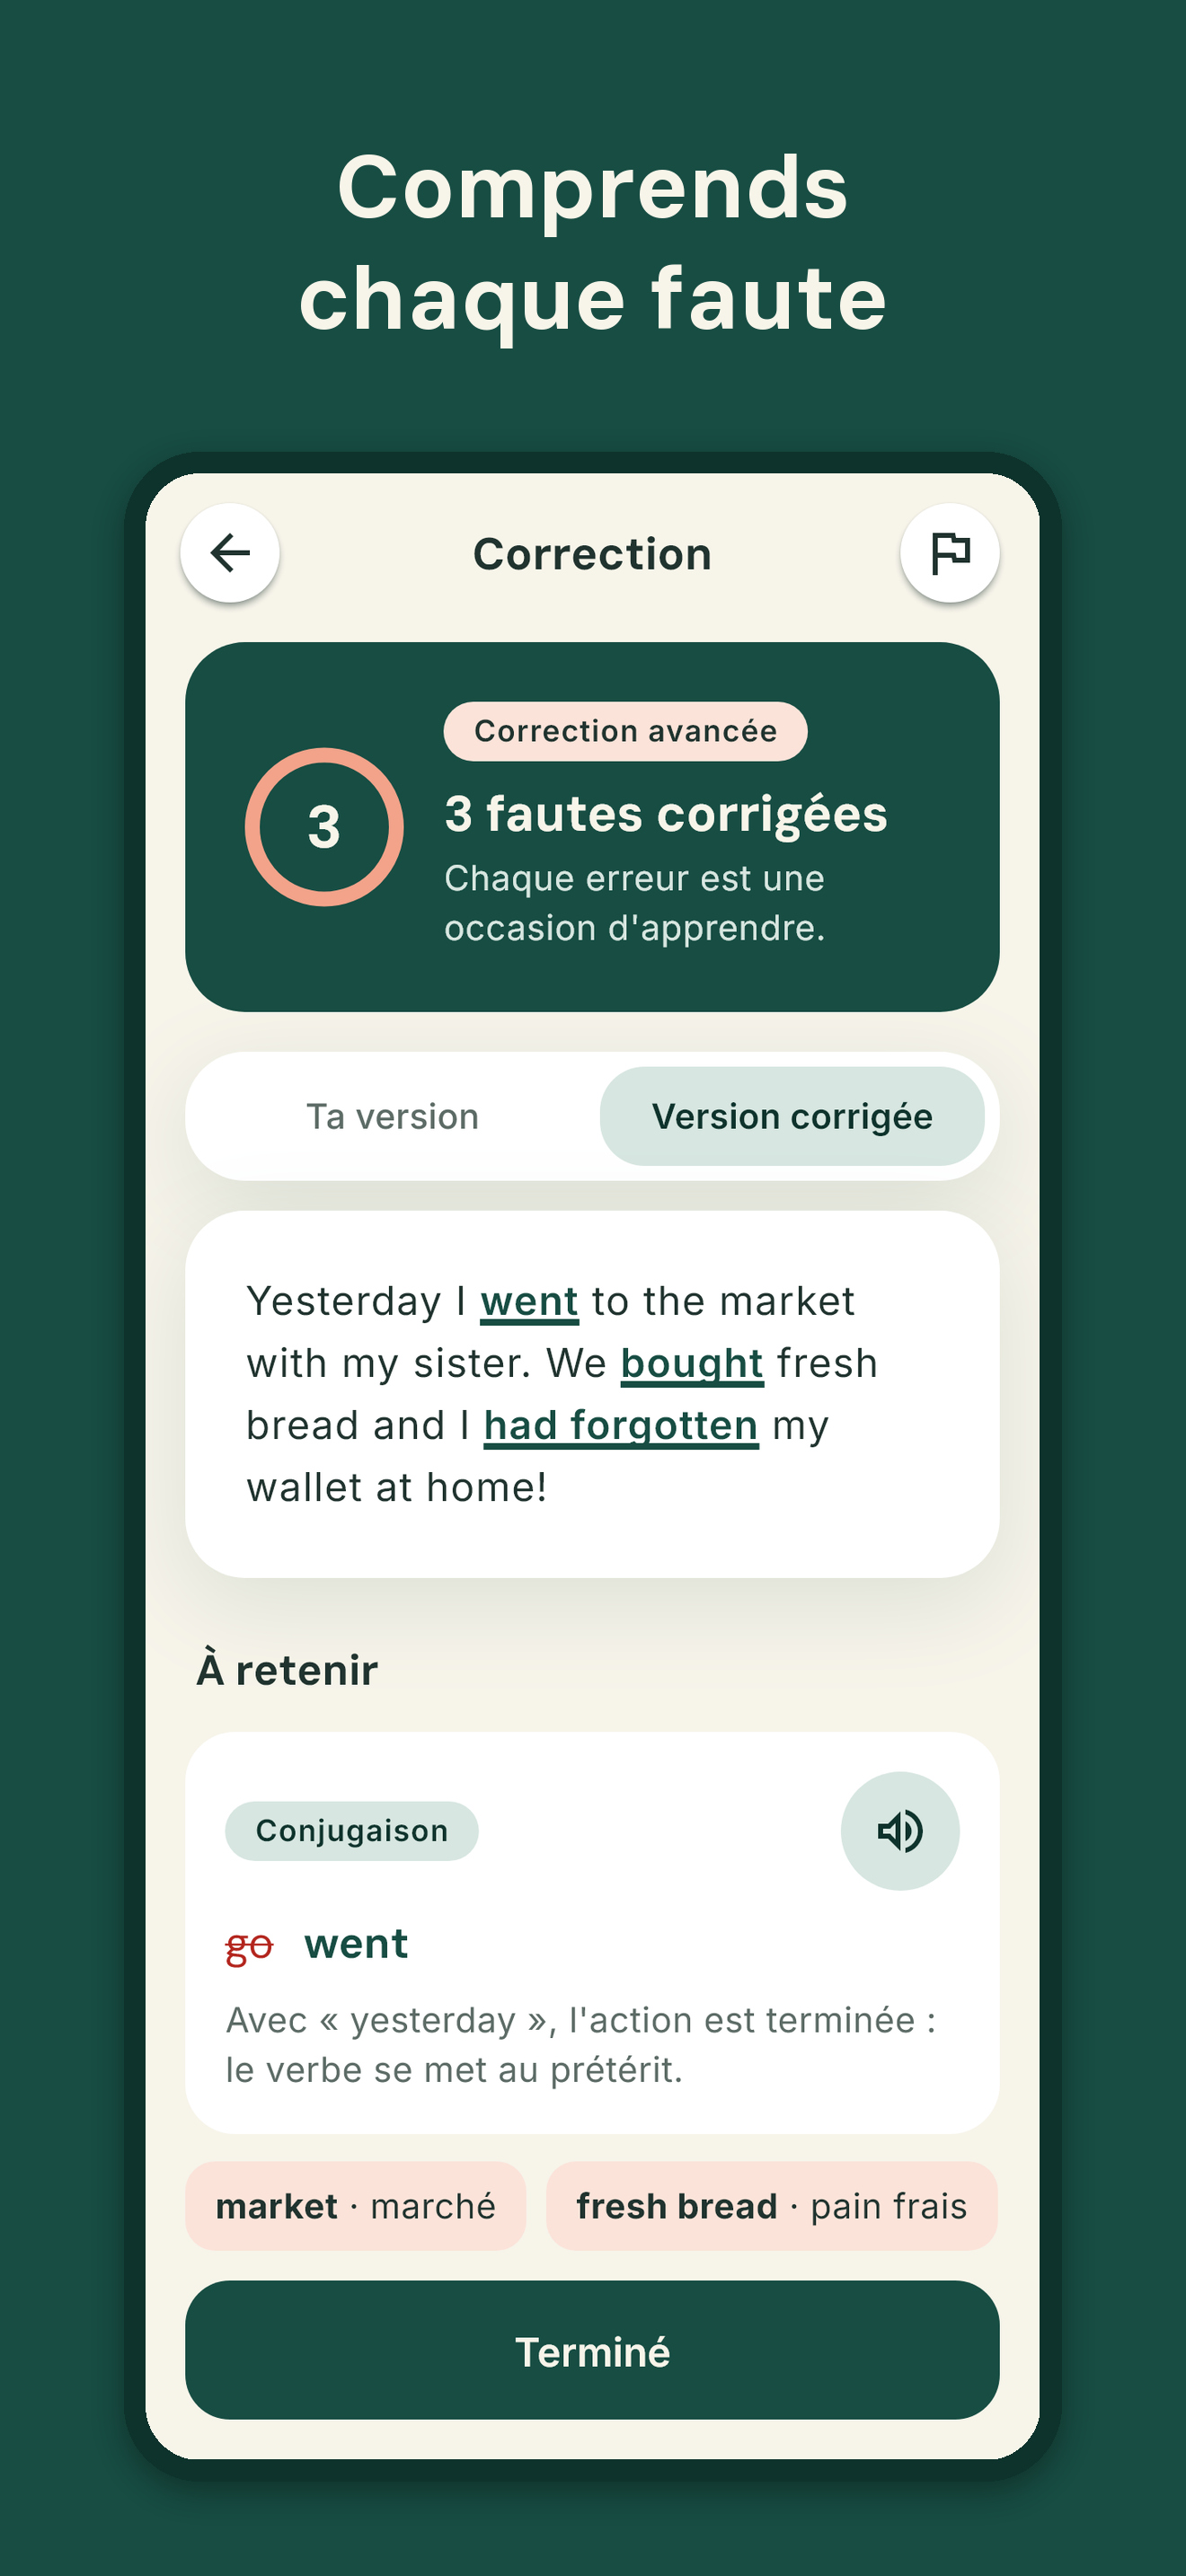 Comprends
chaque faute
Correction
3
Correction avancée
3 fautes corrigées
Chaque erreur est une
occasion d'apprendre.
Ta version
Version corrigée
Yesterday I went to the market
with my sister. We bought fresh
bread and I had forgotten my
wallet at home!
À retenir
Conjugaison
go went
Avec « yesterday », l'action est terminée :
le verbe se met au prétérit.
market · marché
fresh bread · pain frais
Terminé